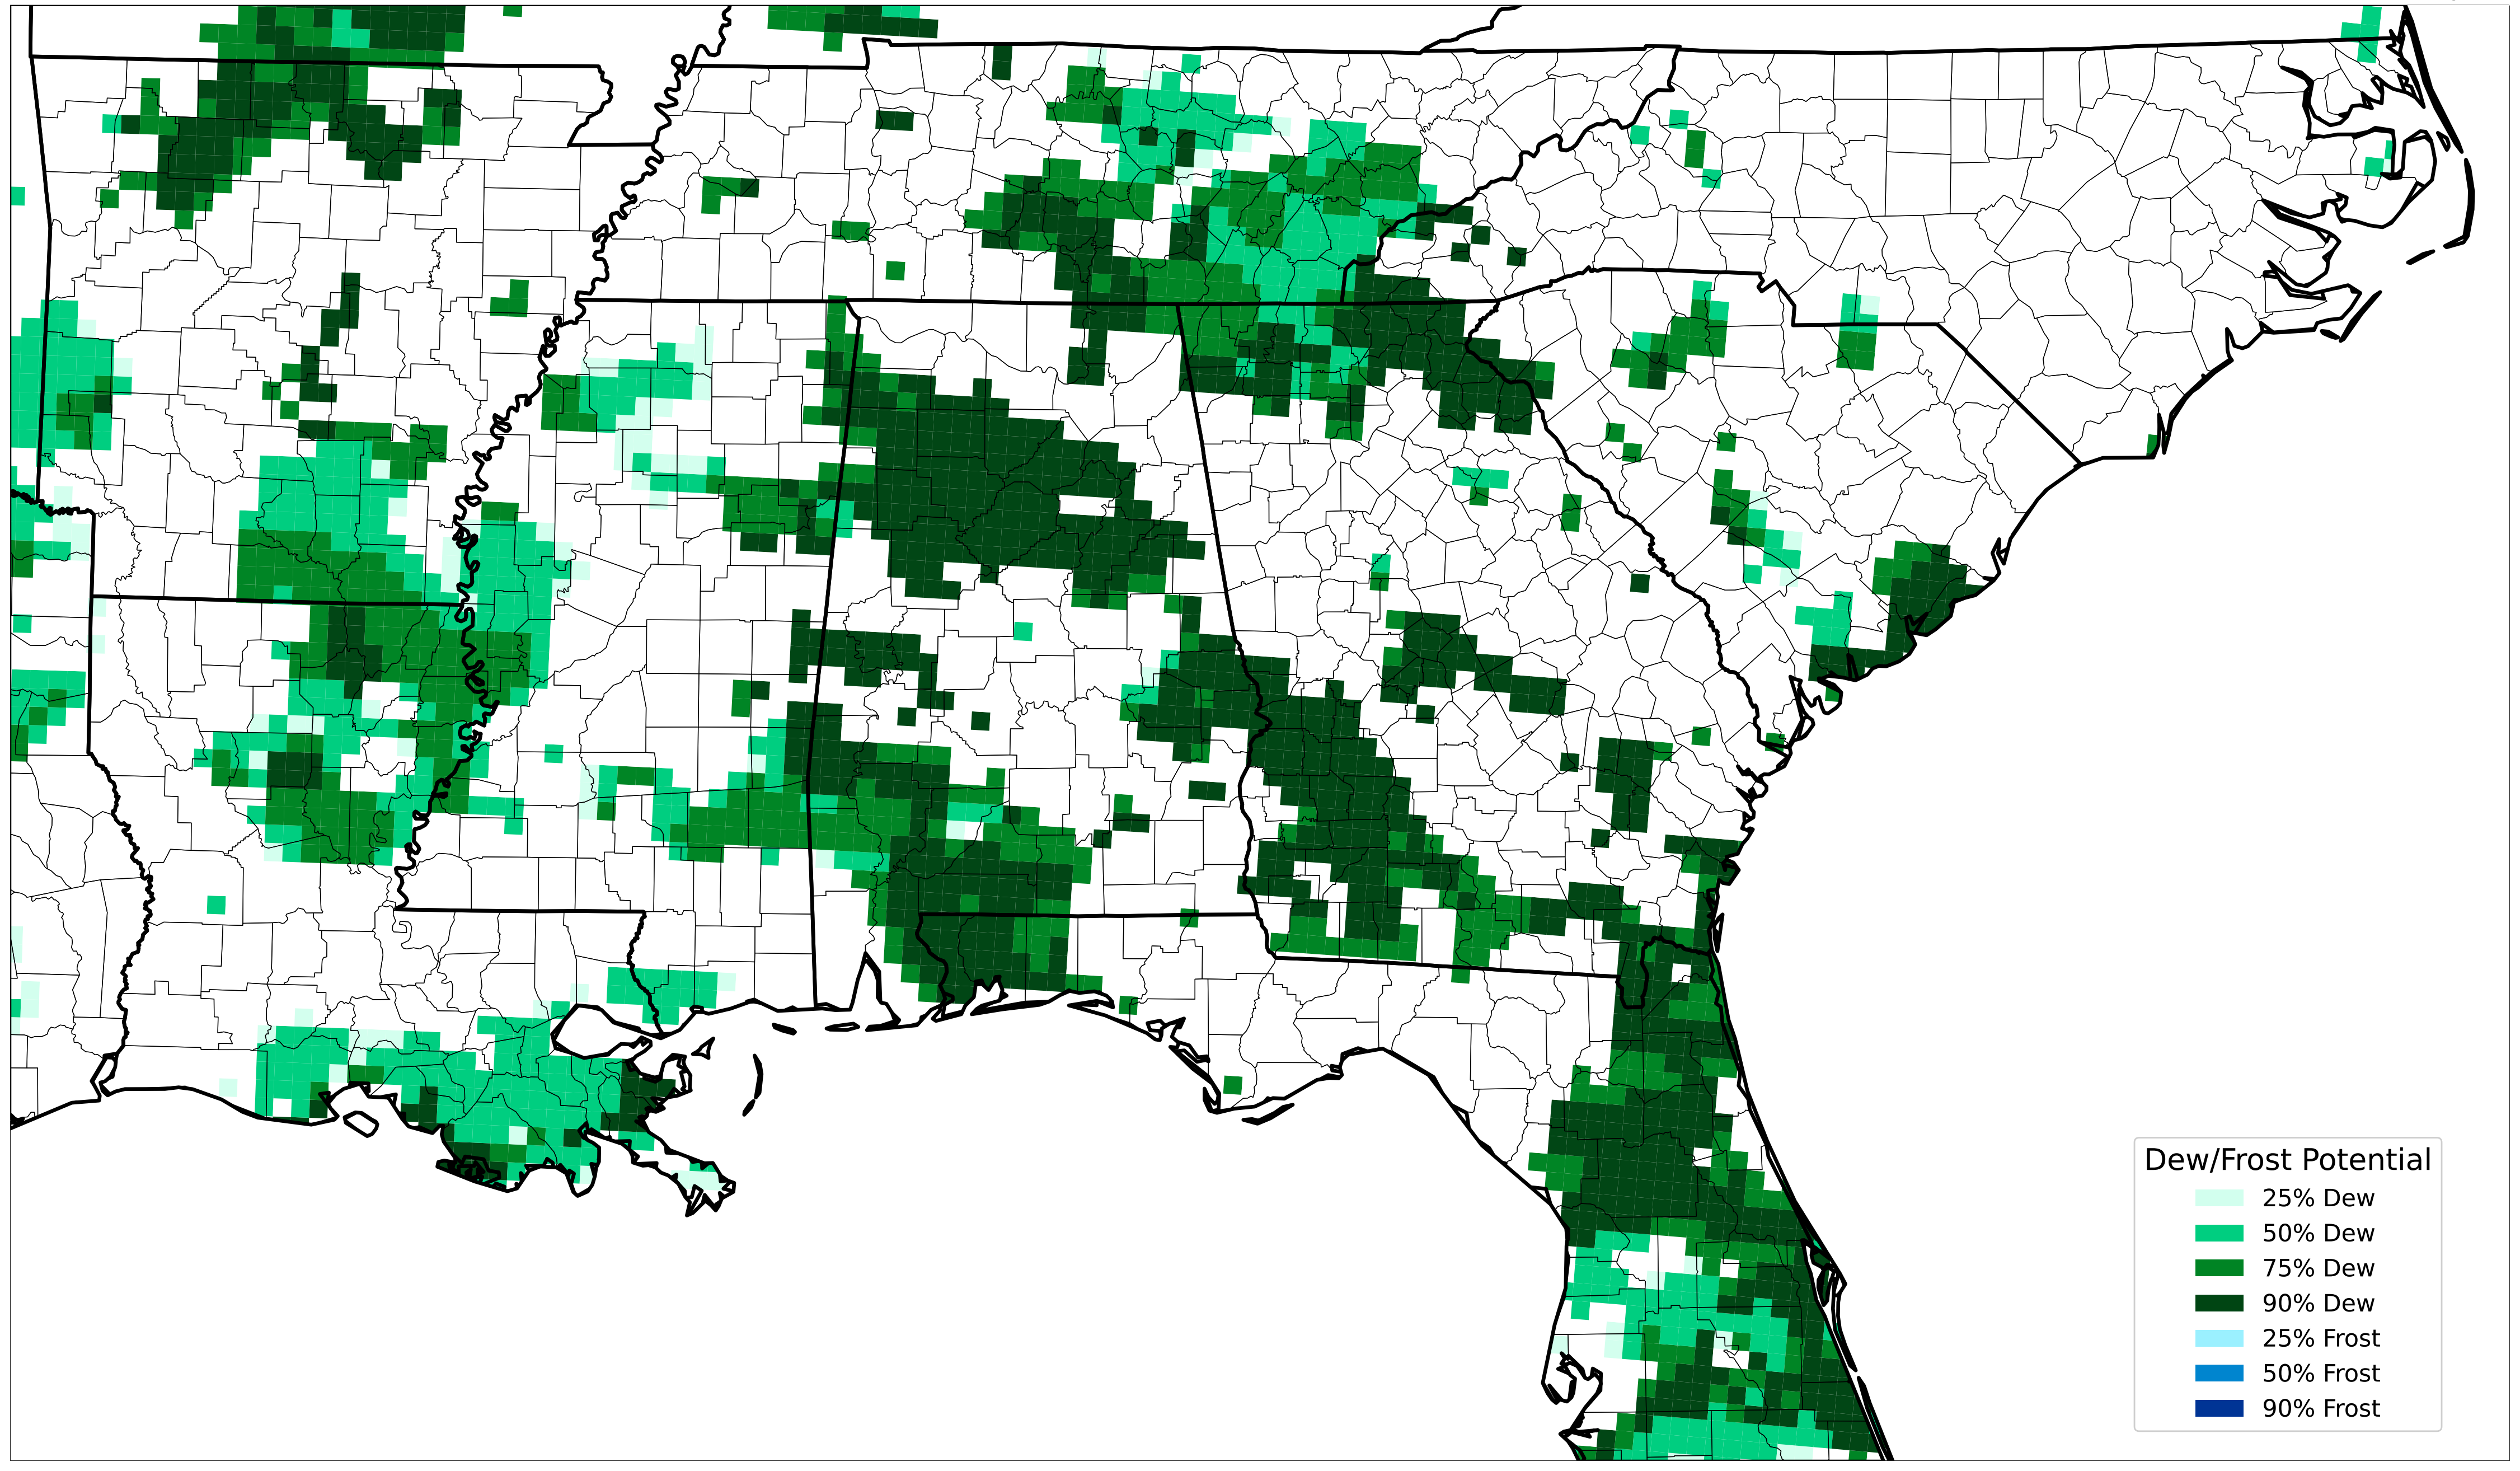 Dew/Frost Potential
25% Dew
50% Dew
75% Dew
90% Dew
25% Frost
50% Frost
90% Frost